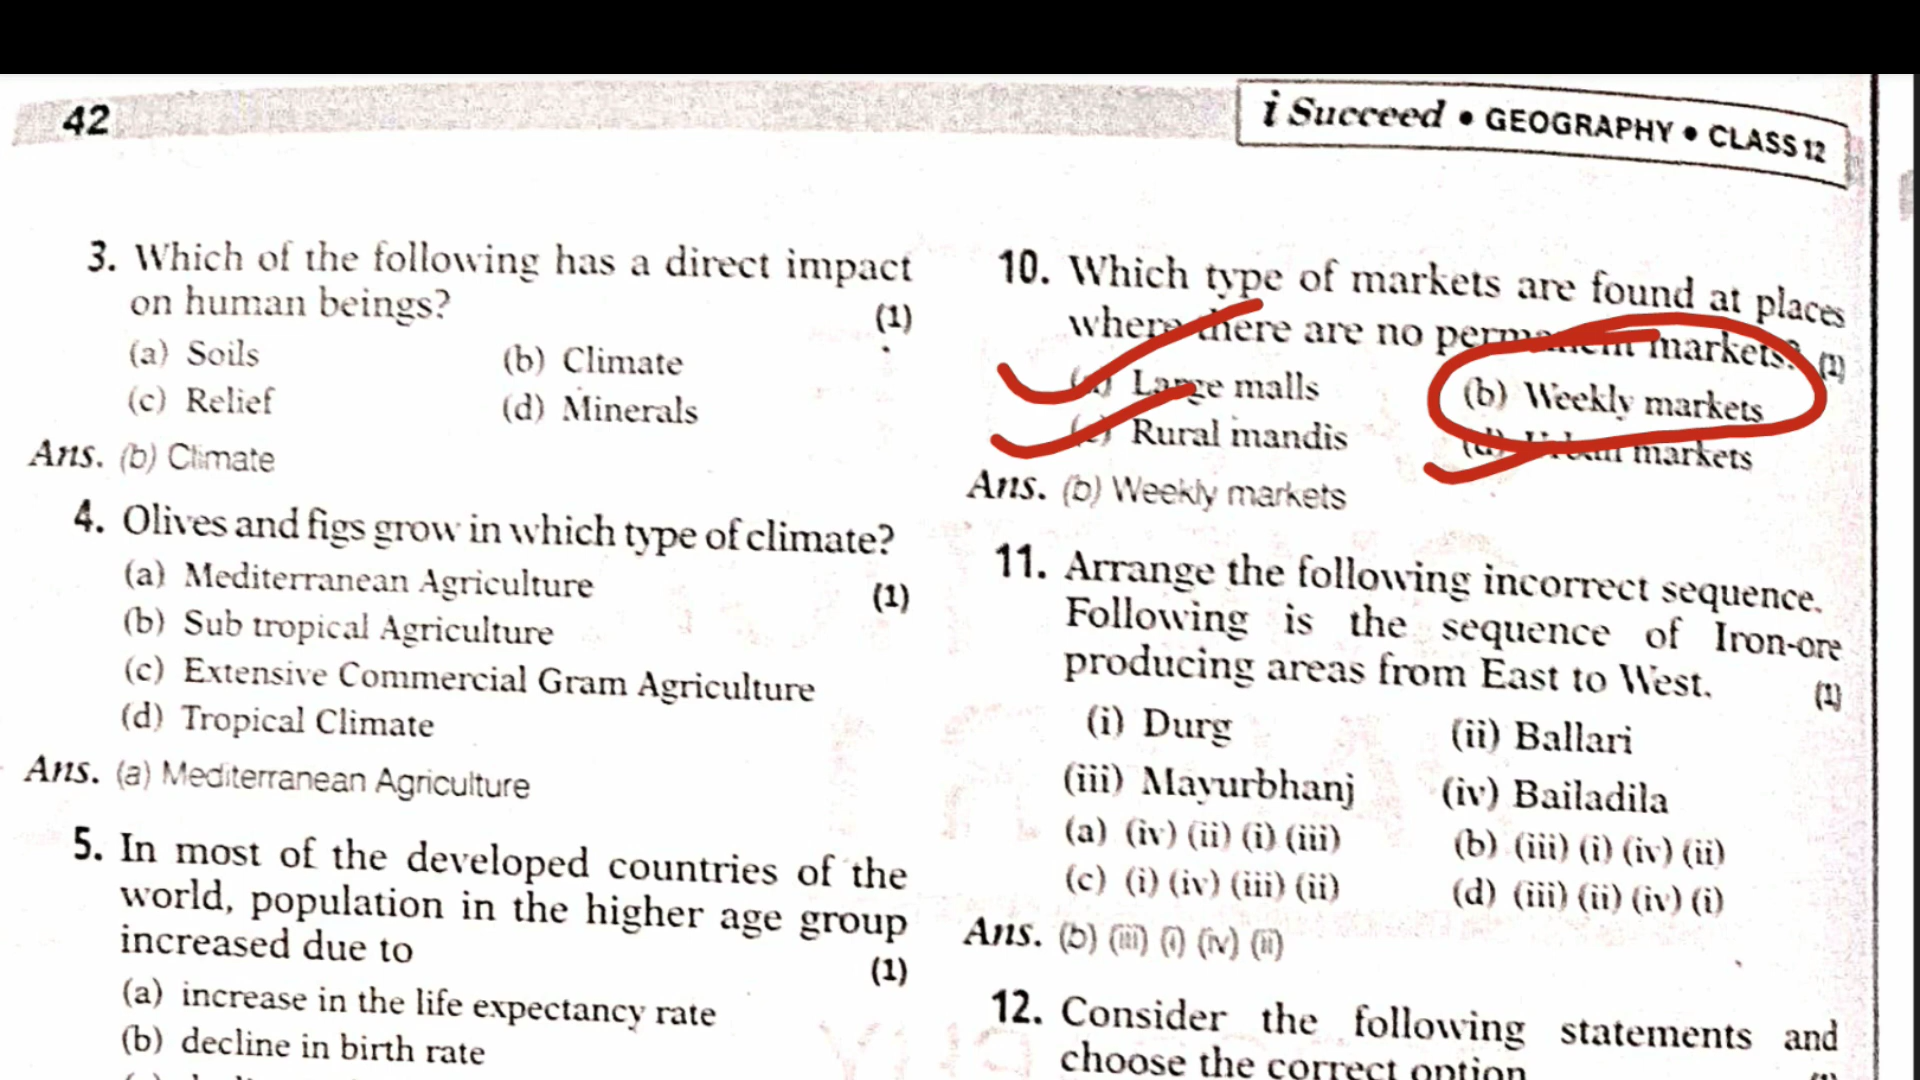 42
i Succeed • GEOGRAPHY • CLASS 12
3. Which of the following has a direct impact
on human beings? (1)
(a) Soils (b) Climate
(c) Relief (d) Minerals
Ans. (b) Climate
4. Olives and figs grow in which type of climate?
(a) Mediterranean Agriculture (1)
(b) Sub tropical Agriculture
(c) Extensive Commercial Gram Agriculture
(d) Tropical Climate
Ans. (a) Mediterranean Agriculture
5. In most of the developed countries of the
world, population in the higher age group
increased due to (1)
(a) increase in the life expectancy rate
(b) decline in birth rate
10. Which type of markets are found at places
where there are no permanent markets? (1)
(a) Large malls (b) Weekly markets
(c) Rural mandis (d) Urban markets
Ans. (b) Weekly markets
11. Arrange the following incorrect sequence.
Following is the sequence of Iron-ore
producing areas from East to West. (1)
(i) Durg (ii) Ballari
(iii) Mayurbhanj (iv) Bailadila
(a) (iv) (ii) (i) (iii) (b) (iii) (i) (iv) (ii)
(c) (i) (iv) (iii) (ii) (d) (iii) (ii) (iv) (i)
Ans. (b) (iii) (i) (iv) (ii)
12. Consider the following statements and
choose the correct option